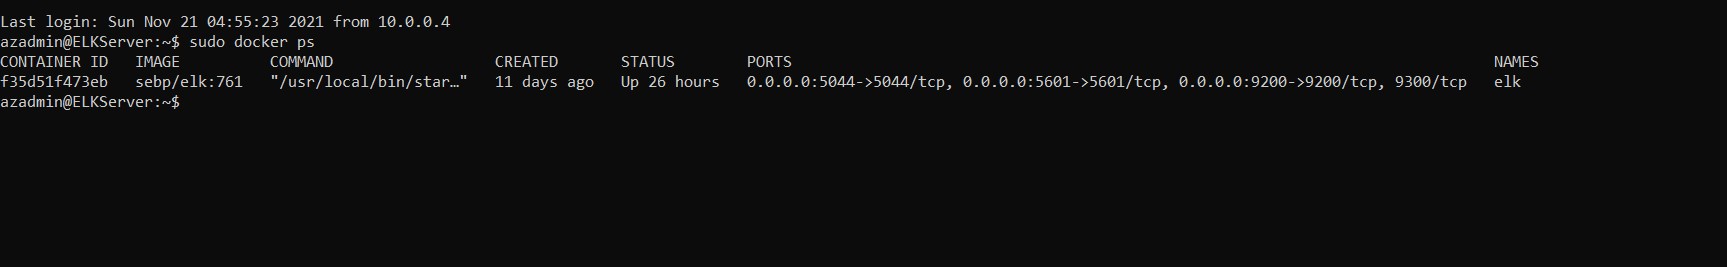 Last login: Sun Nov 21 04:55:23 2021 from 10.0.0.4
azadmin@ELKServer:~$ sudo docker ps
CONTAINER ID   IMAGE          COMMAND                  CREATED       STATUS        PORTS                                                                              NAMES
f35d51f473eb   sebp/elk:761   "/usr/local/bin/star…"   11 days ago   Up 26 hours   0.0.0.0:5044->5044/tcp, 0.0.0.0:5601->5601/tcp, 0.0.0.0:9200->9200/tcp, 9300/tcp   elk
azadmin@ELKServer:~$